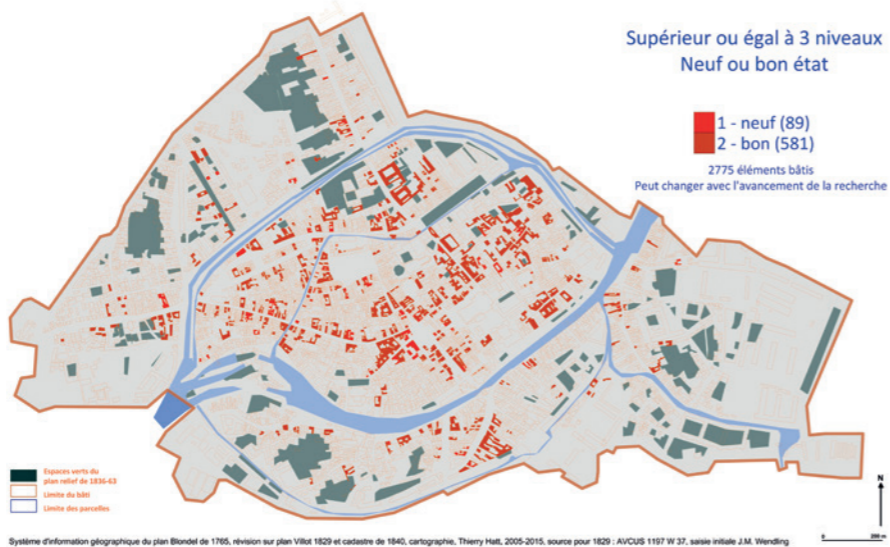 Supérieur ou égal à 3 niveaux
Neuf ou bon état
1 - neuf (89)
2 - bon (581)
2775 éléments bâtis
Peut changer avec l'avancement de la recherche
Espaces verts du
plan relief de 1836-63
Limite du bâti
Limite des parcelles
N
0 200 m
Système d'information géographique du plan Blondel de 1765, révision sur plan Villot 1829 et cadastre de 1840, cartographie, Thierry Hatt, 2005-2015, source pour 1829 : AVCUS 1197 W 37, saisie initiale J.M. Wendling